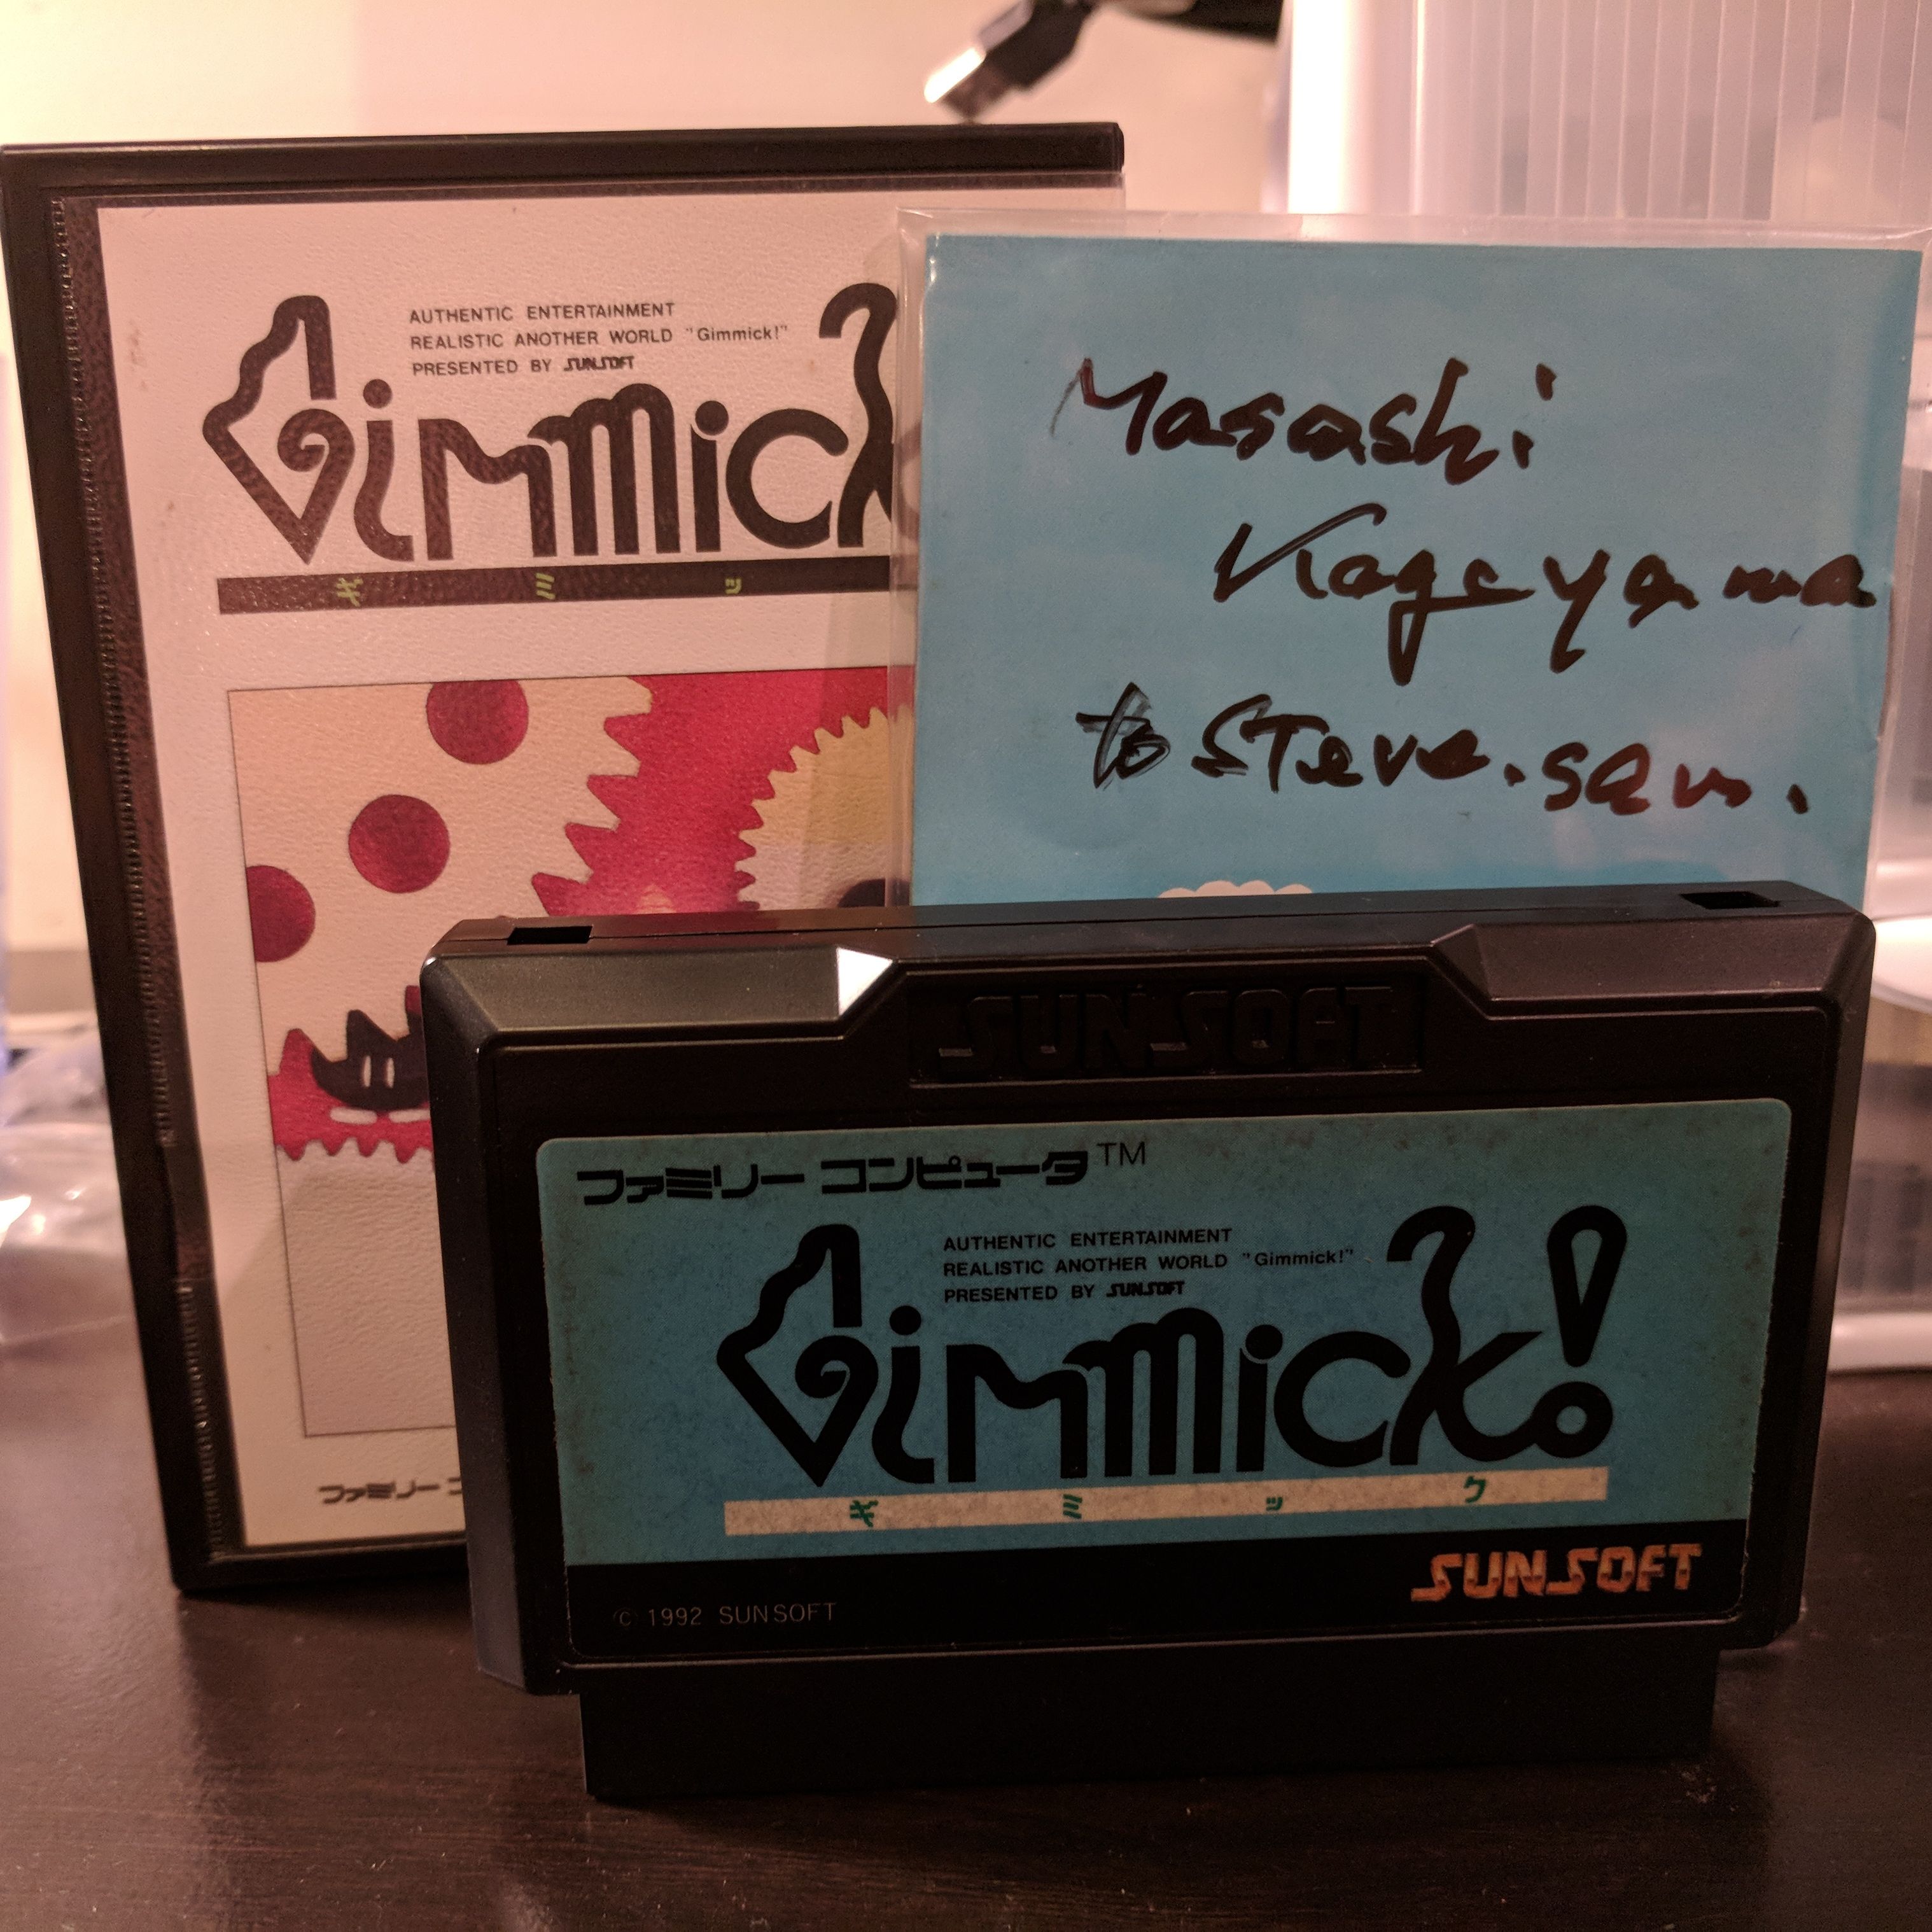 AUTHENTIC ENTERTAINMENT
REALISTIC ANOTHER WORLD "Gimmick!"
PRESENTED BY SUNSOFT
Gimmick
ギミッ
ファミリー
Masashi
Kageyama
to Steve.san.
SUNSOFT
ファミリー コンピュータ™
AUTHENTIC ENTERTAINMENT
REALISTIC ANOTHER WORLD "Gimmick!"
PRESENTED BY SUNSOFT
Gimmick!
ギミック
SUNSOFT
© 1992 SUNSOFT